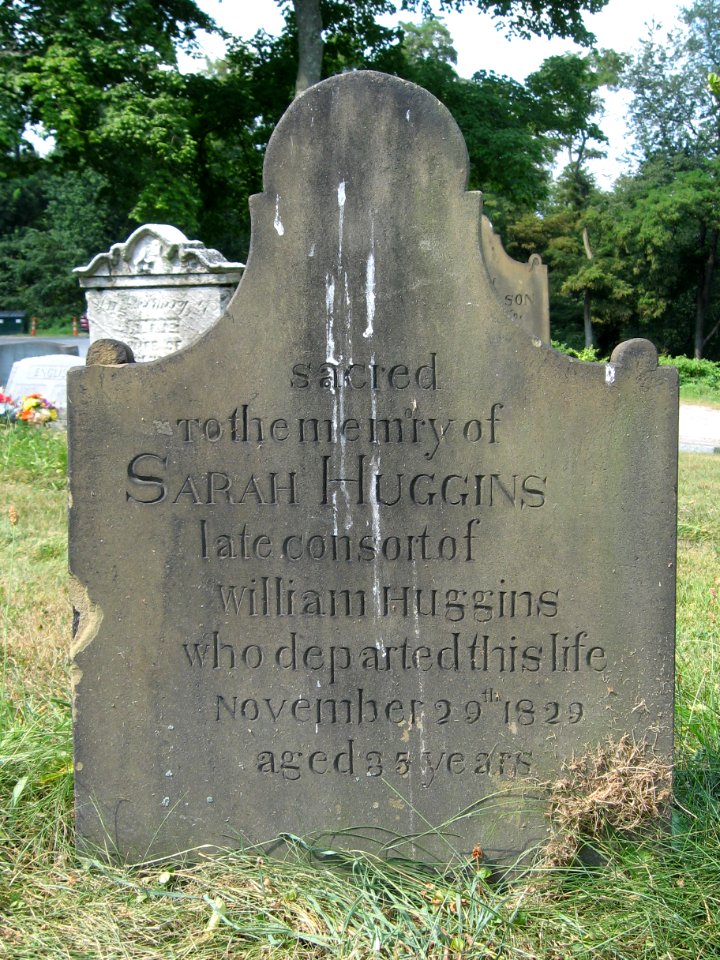 sacred
To the memory of
SARAH HUGGINS
late consort of
William Huggins
who departed this life
November 29th 1829
aged 35 years
SON